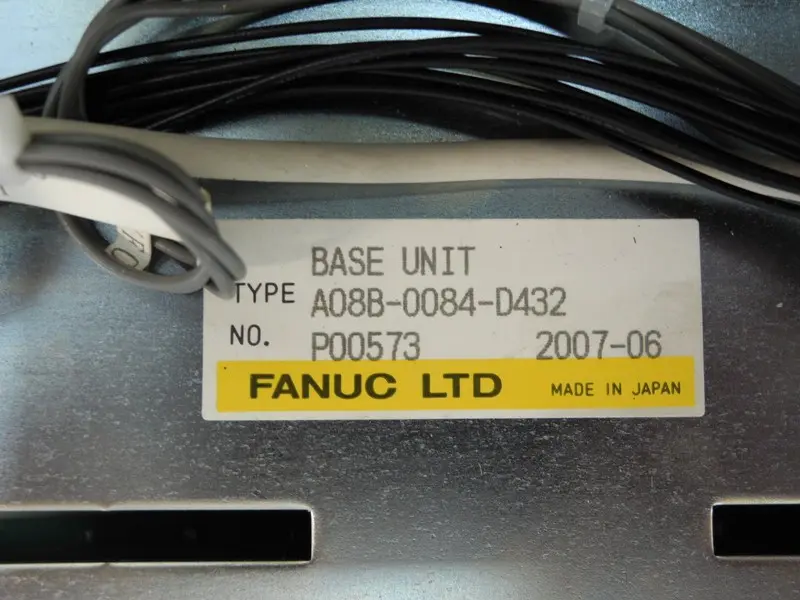 BASE UNIT
TYPE A08B-0084-D432
NO. P00573 2007-06
FANUC LTD MADE IN JAPAN